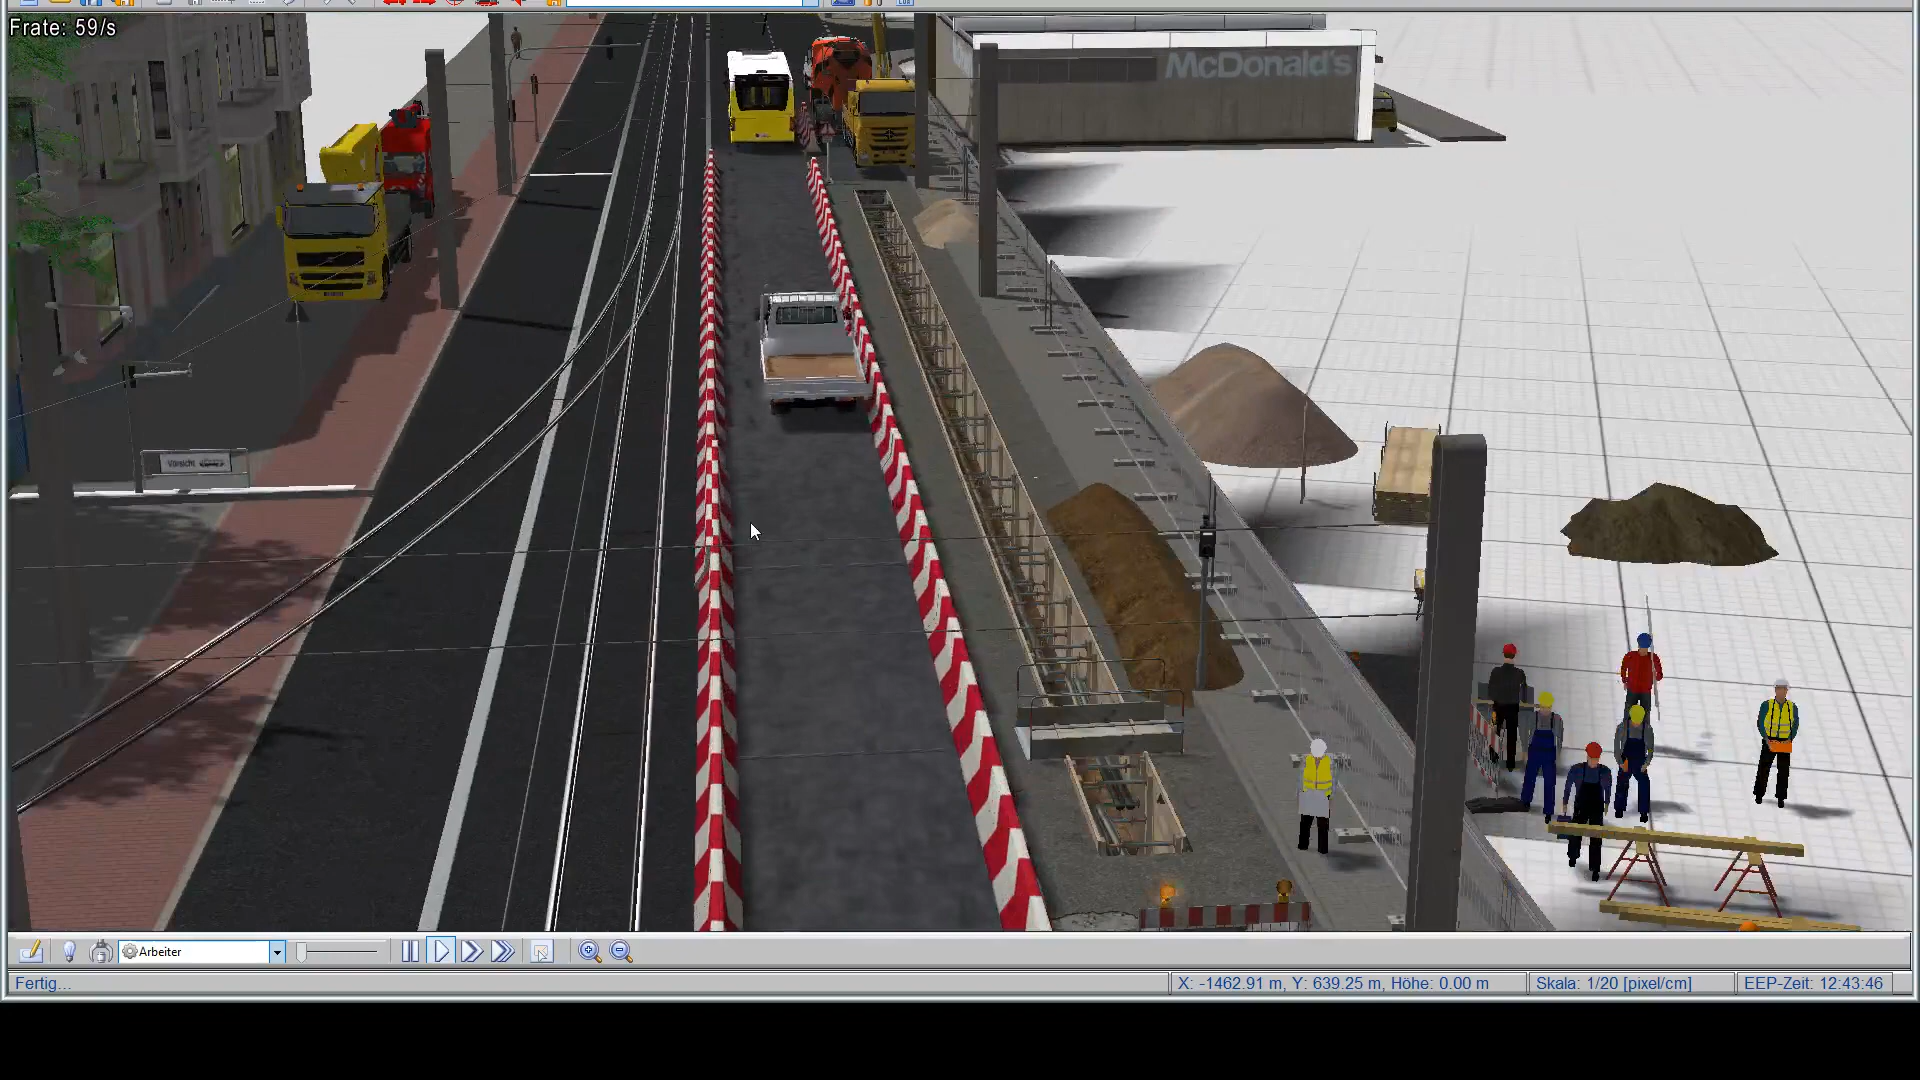 Frate: 59/s
McDonald's
Vorsicht
Arbeiter
Fertig...
X: -1462.91 m, Y: 639.25 m, Höhe: 0.00 m
Skala: 1/20 [pixel/cm]
EEP-Zeit: 12:43:46